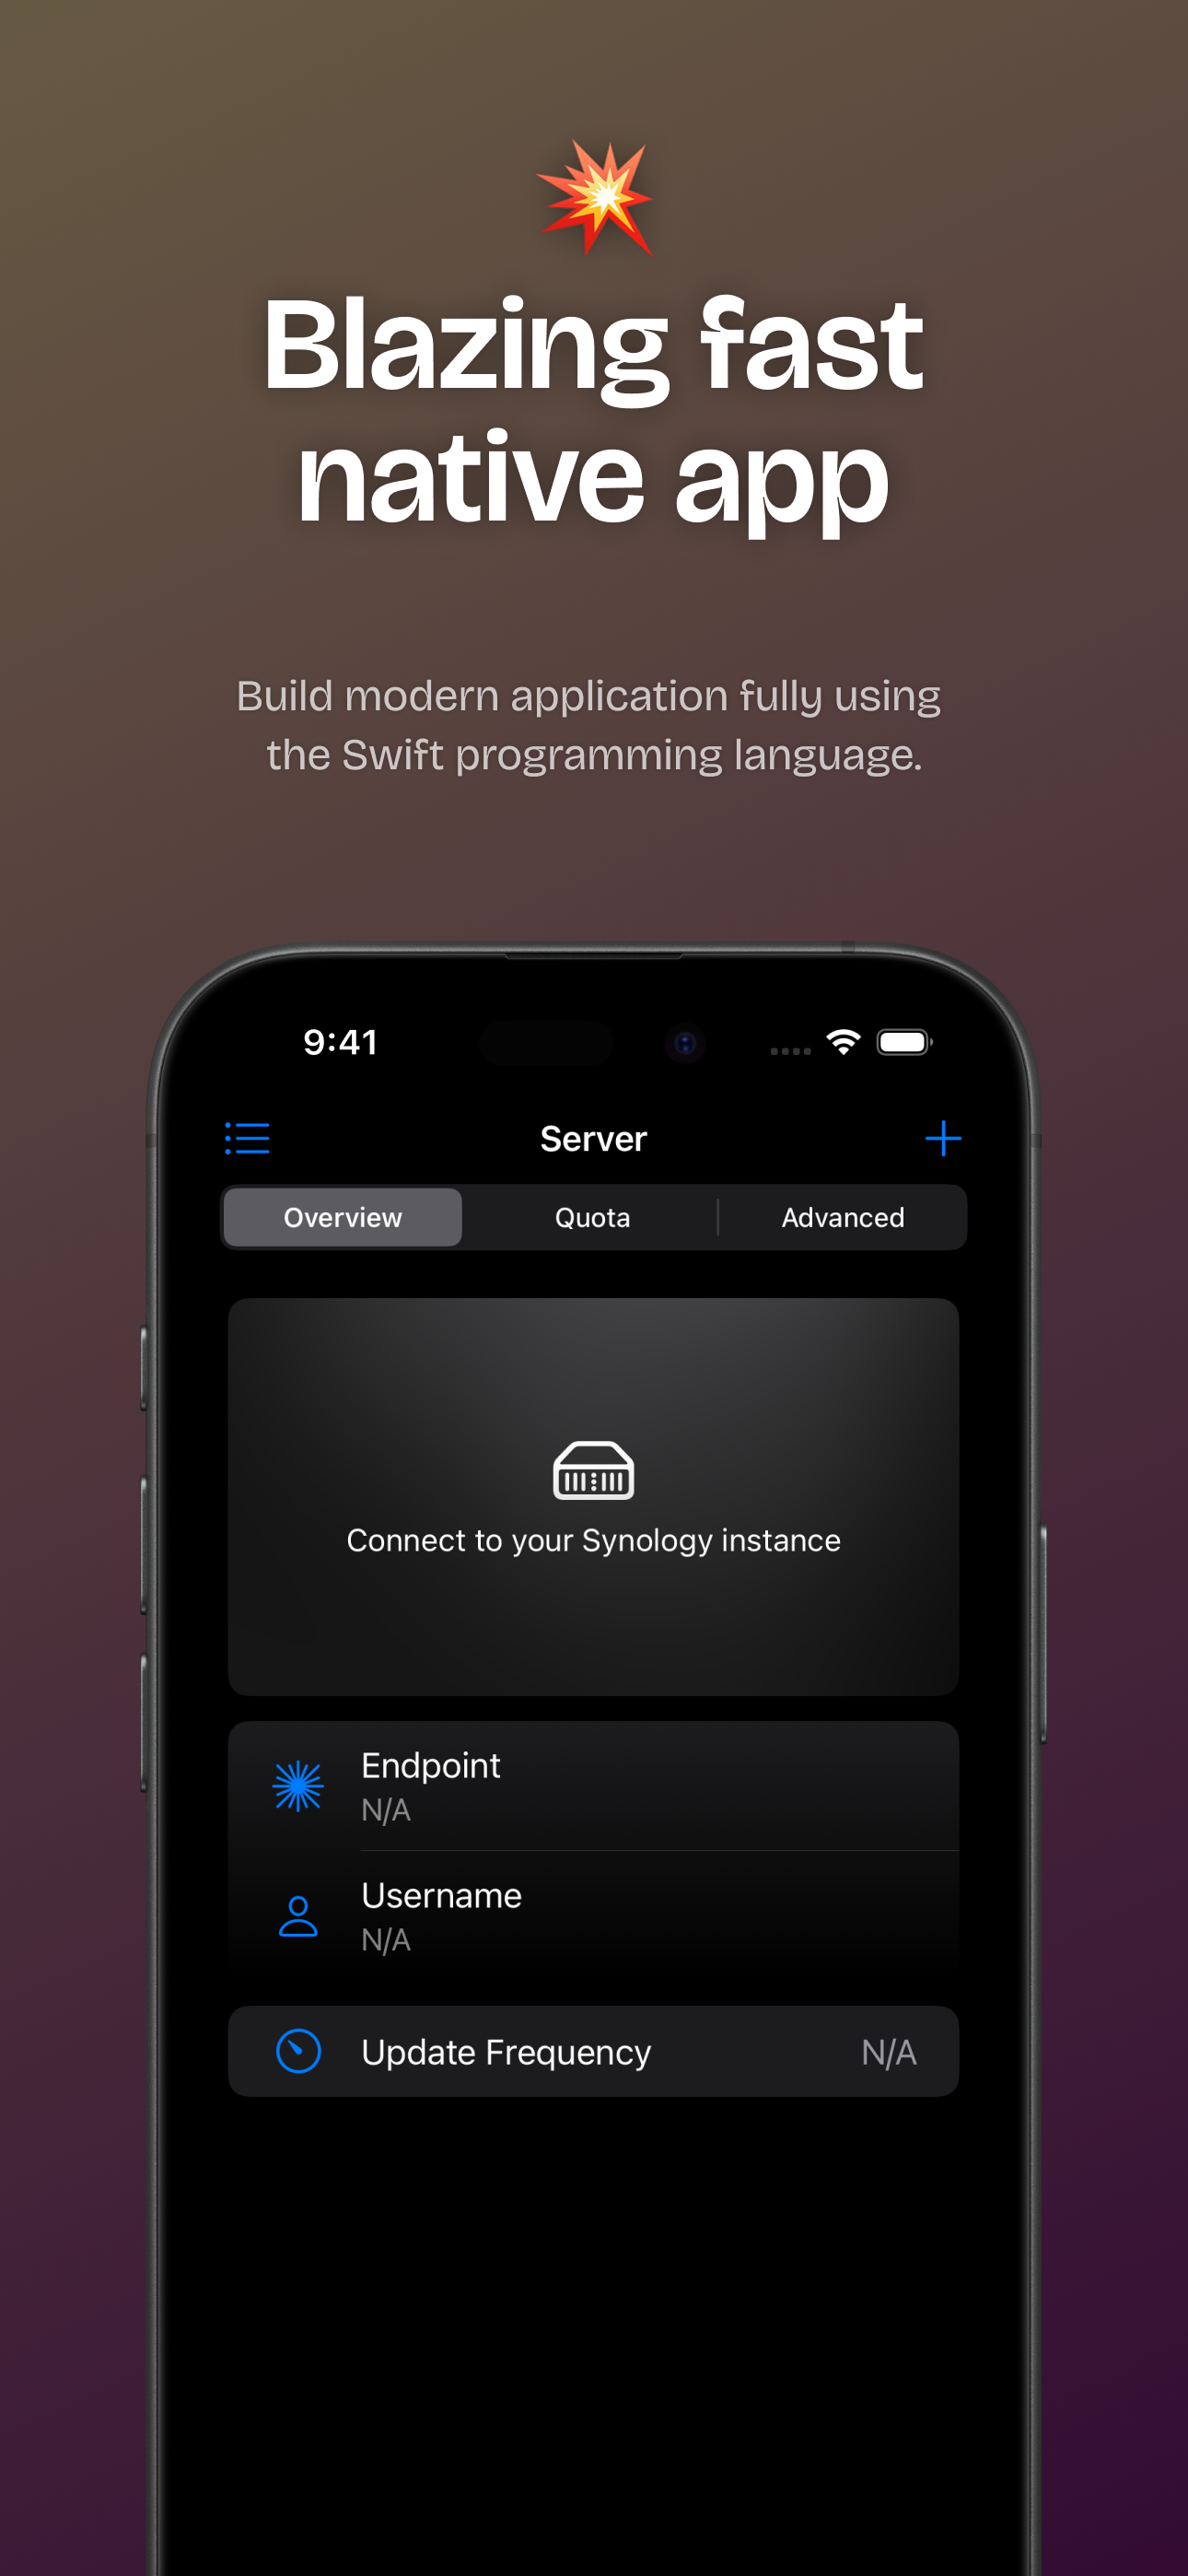 Blazing fast
native app
Build modern application fully using
the Swift programming language.
9:41
Server
Overview Quota Advanced
Connect to your Synology instance
Endpoint
N/A
Username
N/A
Update Frequency N/A